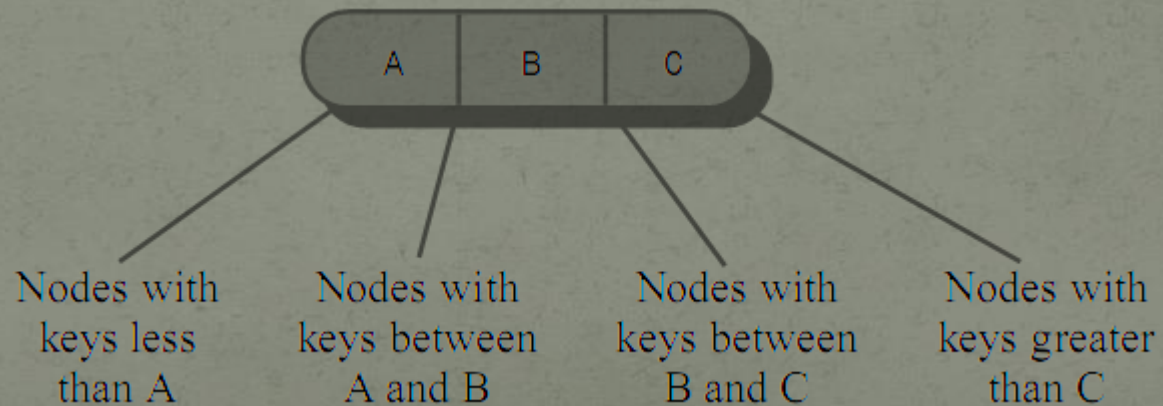 A B C
Nodes with
keys less
than A
Nodes with
keys between
A and B
Nodes with
keys between
B and C
Nodes with
keys greater
than C